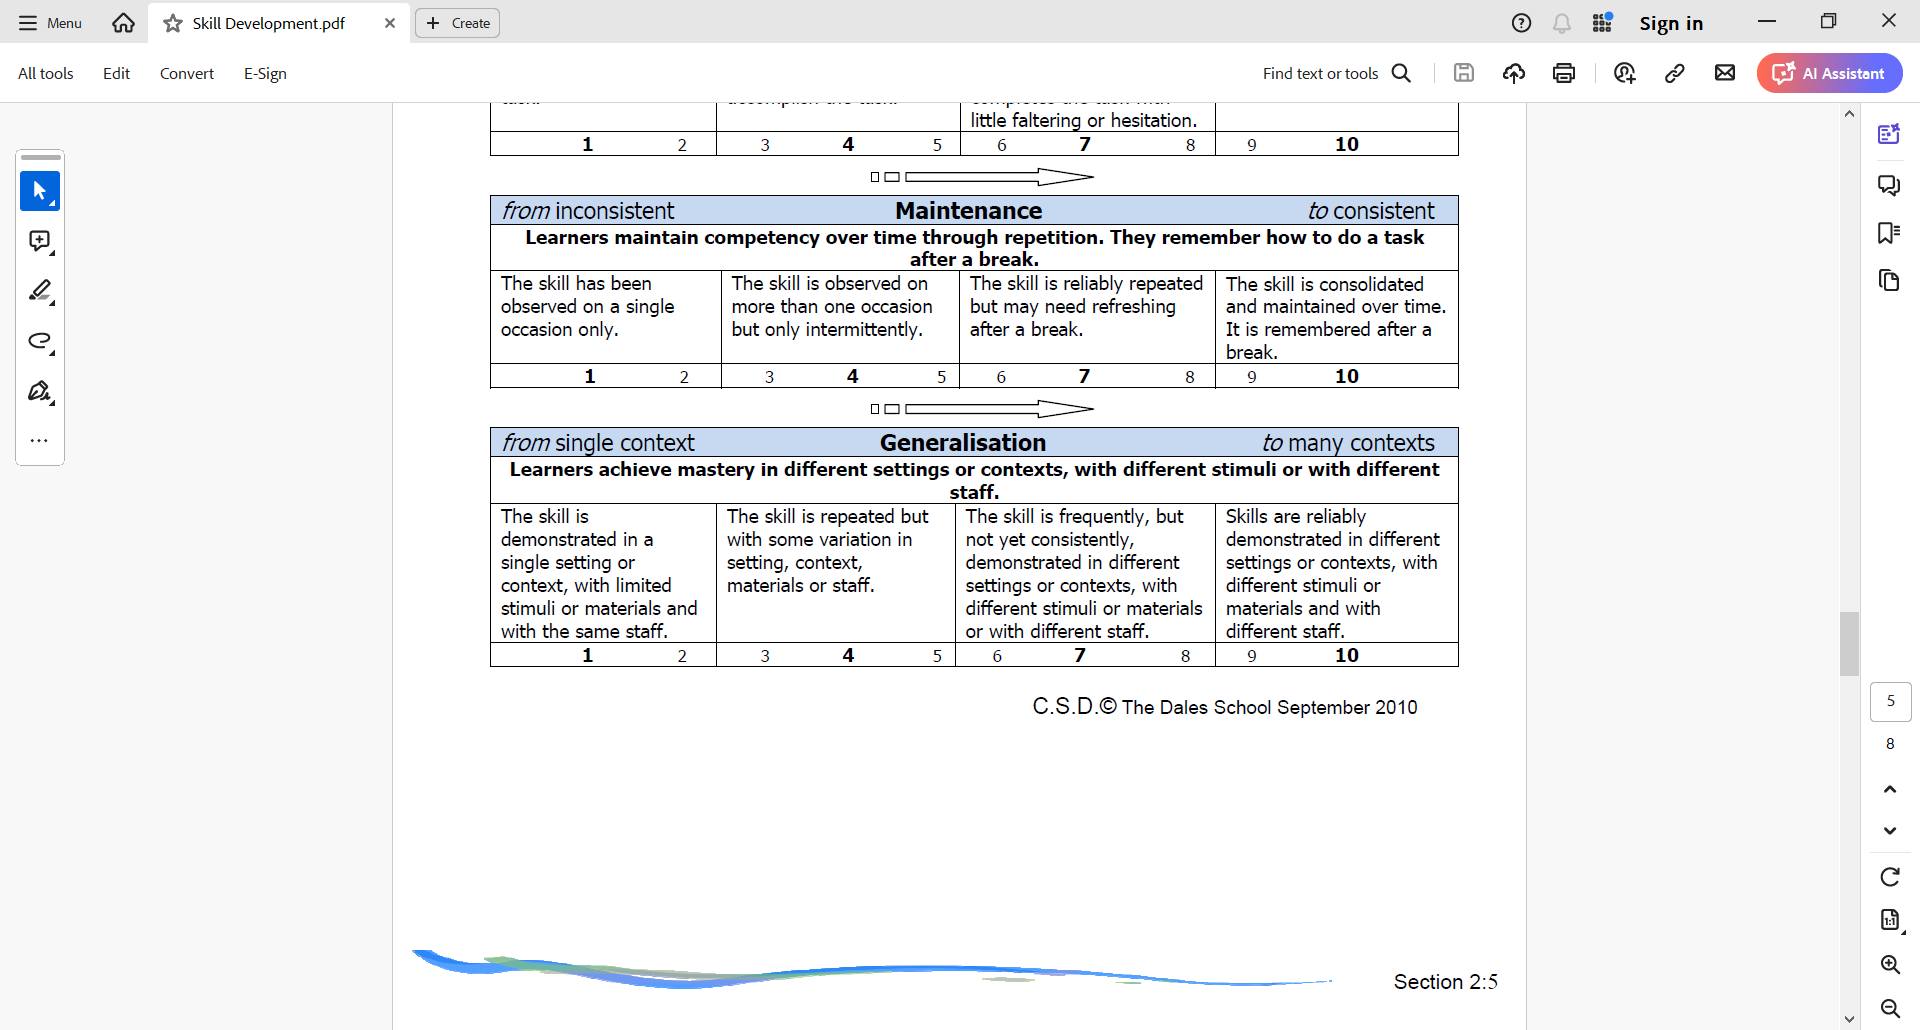 Menu
Skill Development.pdf
Create
Sign in
All tools
Edit
Convert
E-Sign
Find text or tools
AI Assistant
little faltering or hesitation.
1 2 3 4 5 6 7 8 9 10
from inconsistent Maintenance to consistent
Learners maintain competency over time through repetition. They remember how to do a task
after a break.
The skill has been
observed on a single
occasion only.
The skill is observed on
more than one occasion
but only intermittently.
The skill is reliably repeated
but may need refreshing
after a break.
The skill is consolidated
and maintained over time.
It is remembered after a
break.
1 2 3 4 5 6 7 8 9 10
from single context Generalisation to many contexts
Learners achieve mastery in different settings or contexts, with different stimuli or with different
staff.
The skill is
demonstrated in a
single setting or
context, with limited
stimuli or materials and
with the same staff.
The skill is repeated but
with some variation in
setting, context,
materials or staff.
The skill is frequently, but
not yet consistently,
demonstrated in different
settings or contexts, with
different stimuli or materials
or with different staff.
Skills are reliably
demonstrated in different
settings or contexts, with
different stimuli or
materials and with
different staff.
1 2 3 4 5 6 7 8 9 10
C.S.D.© The Dales School September 2010
Section 2:5
5
8
1:1